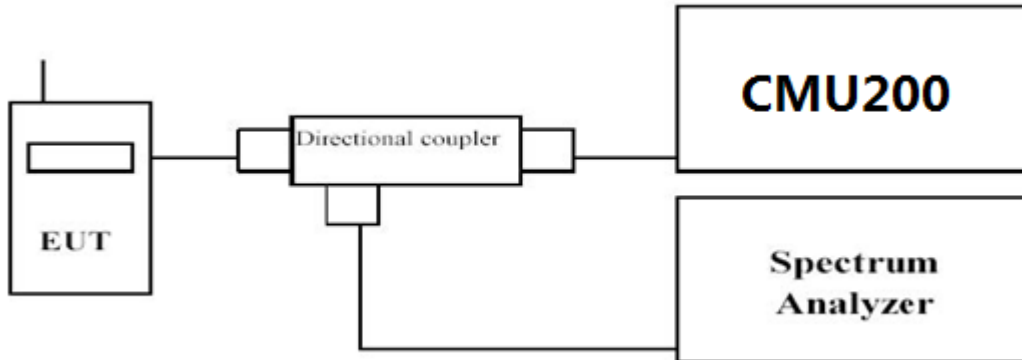 EUT
Directional coupler
CMU200
Spectrum
Analyzer